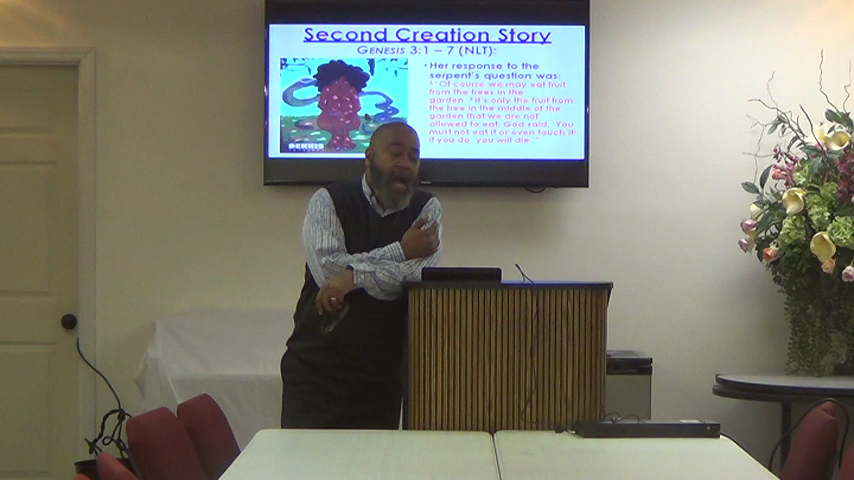 Second Creation Story
GENESIS 3:1 – 7 (NLT):
• Her response to the
serpent's question was:
2 "Of course we may eat fruit
from the trees in the
garden. 3 It's only the fruit from
the tree in the middle of the
garden that we are not
allowed to eat. God said, 'You
must not eat it or even touch it;
if you do, you will die.'"
DENNIS